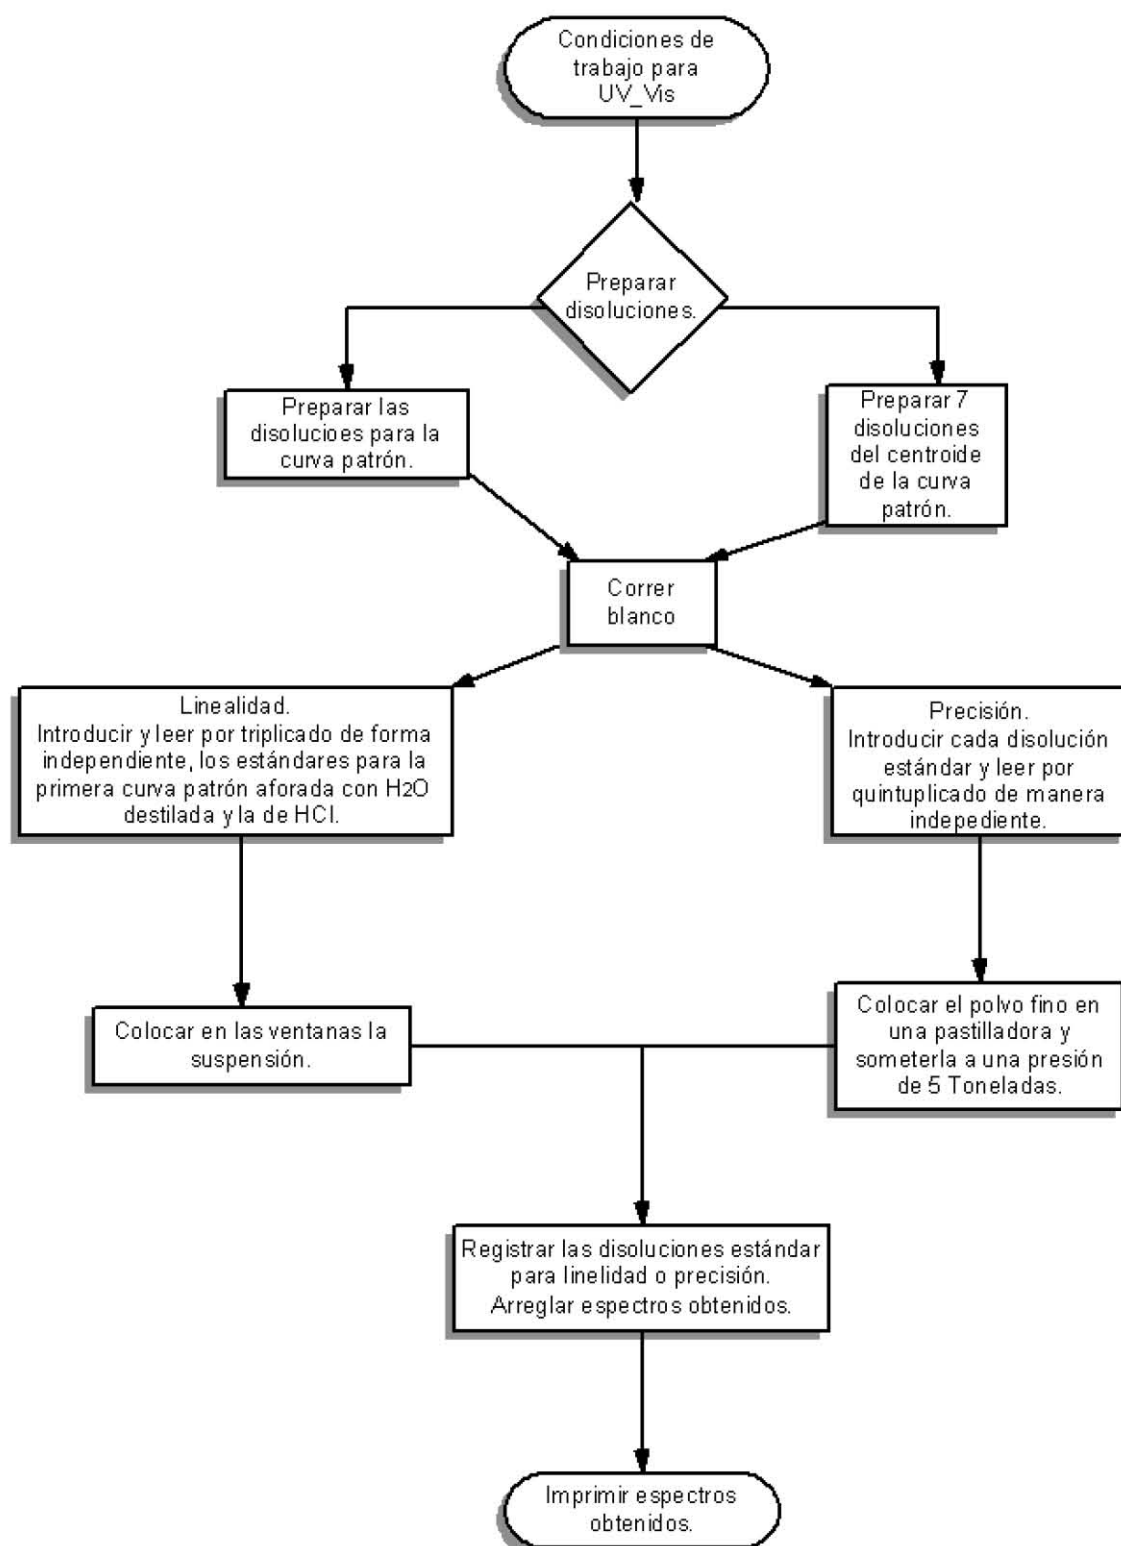 Condiciones de
trabajo para
UV_Vis
Preparar
disoluciones.
Preparar las
disolucioes para la
curva patrón.
Preparar 7
disoluciones
del centroide
de la curva
patrón.
Correr
blanco
Linealidad.
Introducir y leer por triplicado de forma
independiente, los estándares para la
primera curva patrón aforada con H2O
destilada y la de HCl.
Precisión.
Introducir cada disolución
estándar y leer por
quintuplicado de manera
indepediente.
Colocar en las ventanas la
suspensión.
Colocar el polvo fino en
una pastilladora y
someterla a una presión
de 5 Toneladas.
Registrar las disoluciones estándar
para linelidad o precisión.
Arreglar espectros obtenidos.
Imprimir espectros
obtenidos.